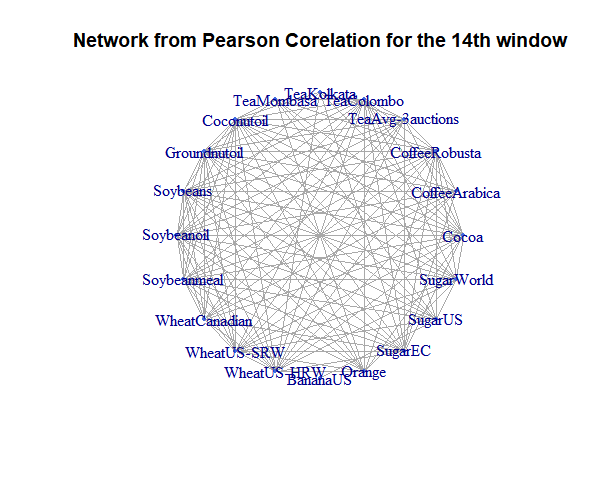 Network from Pearson Corelation for the 14th window
TeaKolkata
TeaMombasa
TeaColombo
Coconutoil
TeaAvg-3auctions
Groundnutoil
CoffeeRobusta
Soybeans
CoffeeArabica
Soybeanoil
Cocoa
Soybeanmeal
SugarWorld
WheatCanadian
SugarUS
WheatUS-SRW
SugarEC
WheatUS-HRW
Orange
BananaUS